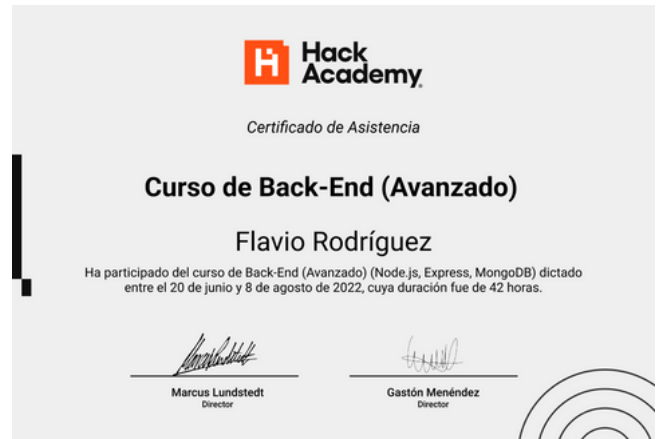 Hack
Academy
Certificado de Asistencia
Curso de Back-End (Avanzado)
Flavio Rodríguez
Ha participado del curso de Back-End (Avanzado) (Node.js, Express, MongoDB) dictado
entre el 20 de junio y 8 de agosto de 2022, cuya duración fue de 42 horas.
Marcus Lundstedt
Director
Gastón Menéndez
Director